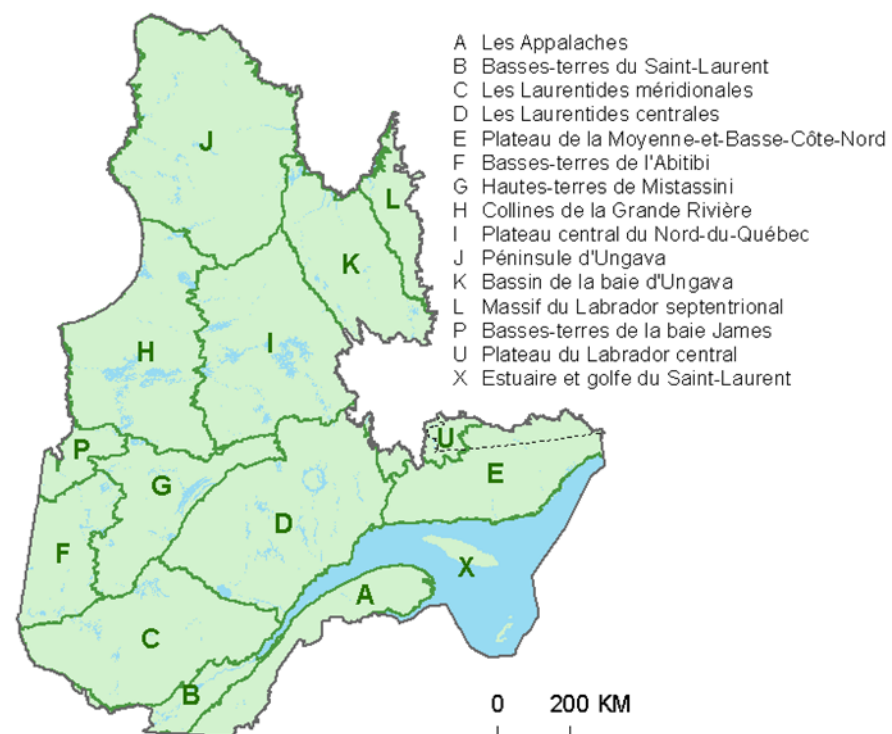 A Les Appalaches
B Basses-terres du Saint-Laurent
C Les Laurentides méridionales
D Les Laurentides centrales
E Plateau de la Moyenne-et-Basse-Côte-Nord
F Basses-terres de l'Abitibi
G Hautes-terres de Mistassini
H Collines de la Grande Rivière
I Plateau central du Nord-du-Québec
J Péninsule d'Ungava
K Bassin de la baie d'Ungava
L Massif du Labrador septentrional
P Basses-terres de la baie James
U Plateau du Labrador central
X Estuaire et golfe du Saint-Laurent
J
L
K
H
I
P
U
G
E
D
F
X
A
C
B
0 200 KM